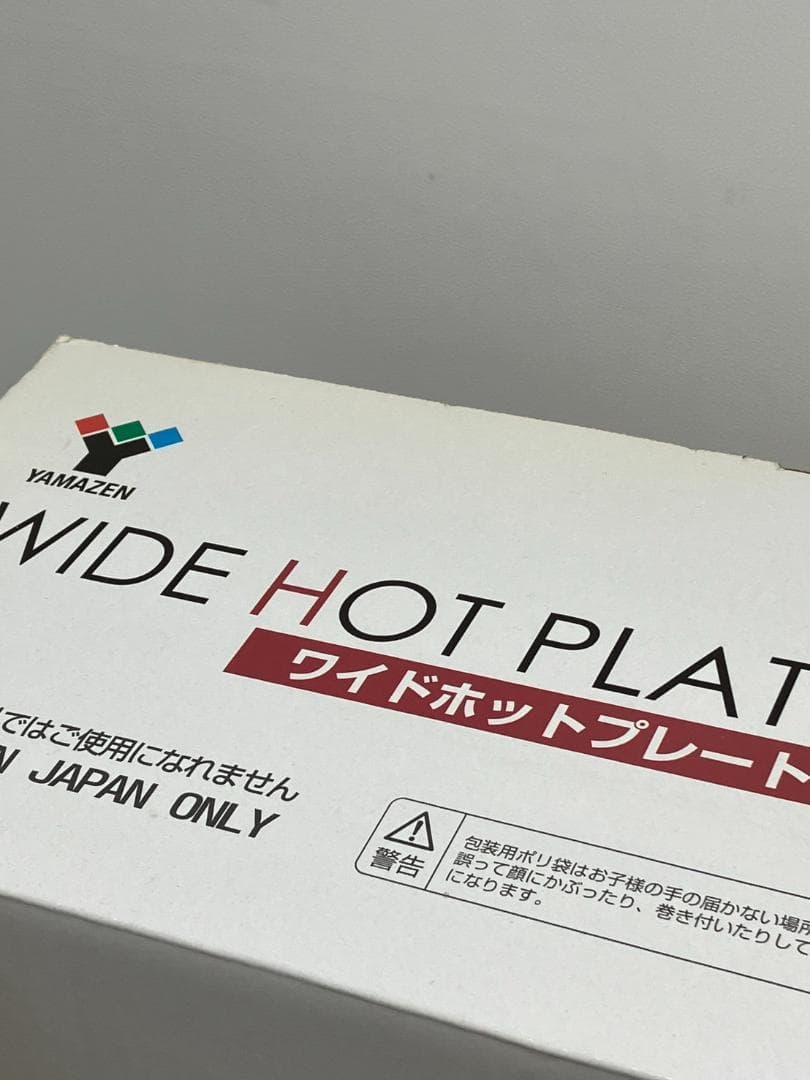 YAMAZEN
WIDE HOT PLAT
ワイドホットプレート
ではご使用になれません
JAPAN ONLY
警告
包装用ポリ袋はお子様の手の届かない場所
誤って顔にかぶったり、巻き付いたりして
になります。